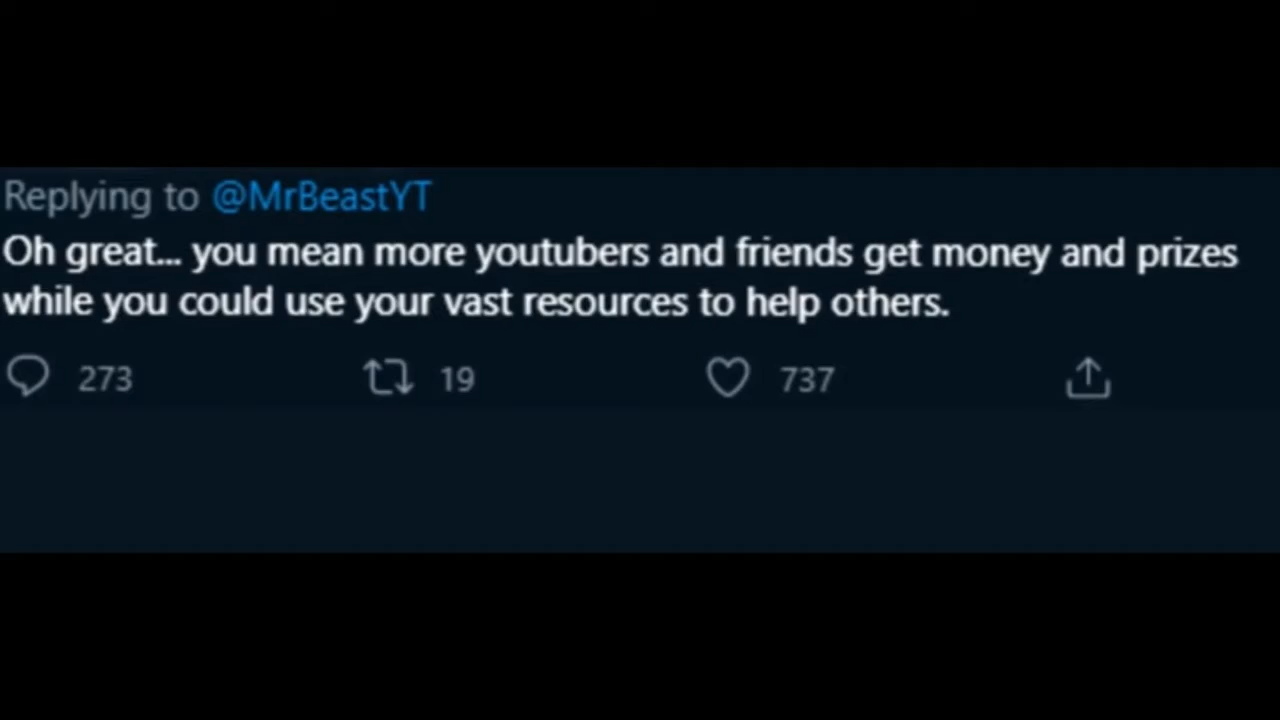 Replying to @MrBeastYT
Oh great... you mean more youtubers and friends get money and prizes
while you could use your vast resources to help others.
273 19 737